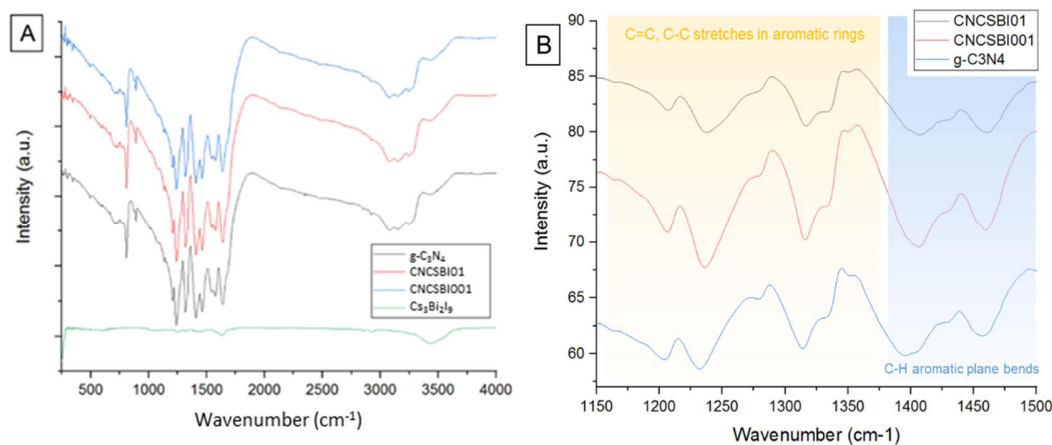 A
Intensity (a.u.)
g-C₃N₄
CNCSBI01
CNCSBI001
Cs₃Bi₂I₉
500 1000 1500 2000 2500 3000 3500 4000
Wavenumber (cm⁻¹)
B
90
85
80
75
70
65
60
Intensity (a.u.)
C=C, C-C stretches in aromatic rings
CNCSBI01
CNCSBI001
g-C3N4
C-H aromatic plane bends
1150 1200 1250 1300 1350 1400 1450 1500
Wavenumber (cm-1)